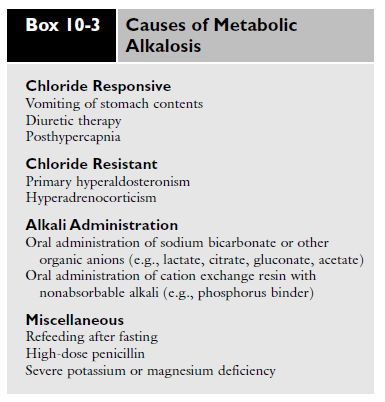 Box 10-3
Causes of Metabolic
Alkalosis
Chloride Responsive
Vomiting of stomach contents
Diuretic therapy
Posthypercapnia
Chloride Resistant
Primary hyperaldosteronism
Hyperadrenocorticism
Alkali Administration
Oral administration of sodium bicarbonate or other
organic anions (e.g., lactate, citrate, gluconate, acetate)
Oral administration of cation exchange resin with
nonabsorbable alkali (e.g., phosphorus binder)
Miscellaneous
Refeeding after fasting
High-dose penicillin
Severe potassium or magnesium deficiency